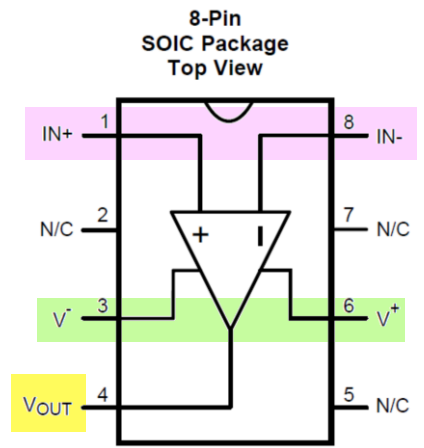 8-Pin
SOIC Package
Top View
IN+ 1 8 IN-
+ -
N/C 2 7 N/C
V- 3 6 V+
VOUT 4 5 N/C